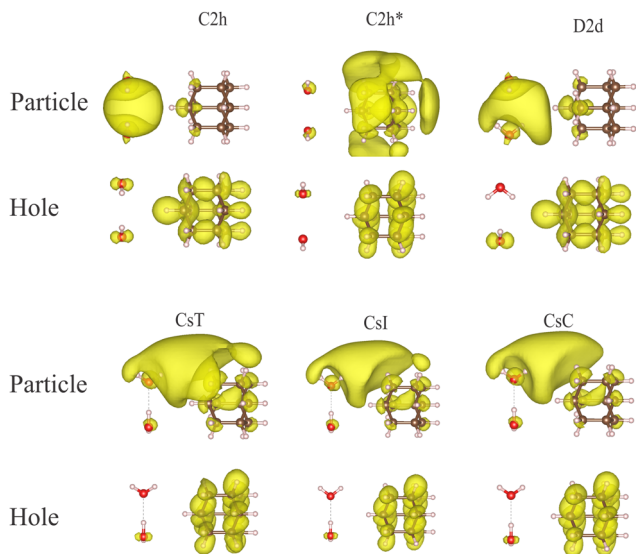 C2h C2h* D2d
Particle
Hole
CsT CsI CsC
Particle
Hole